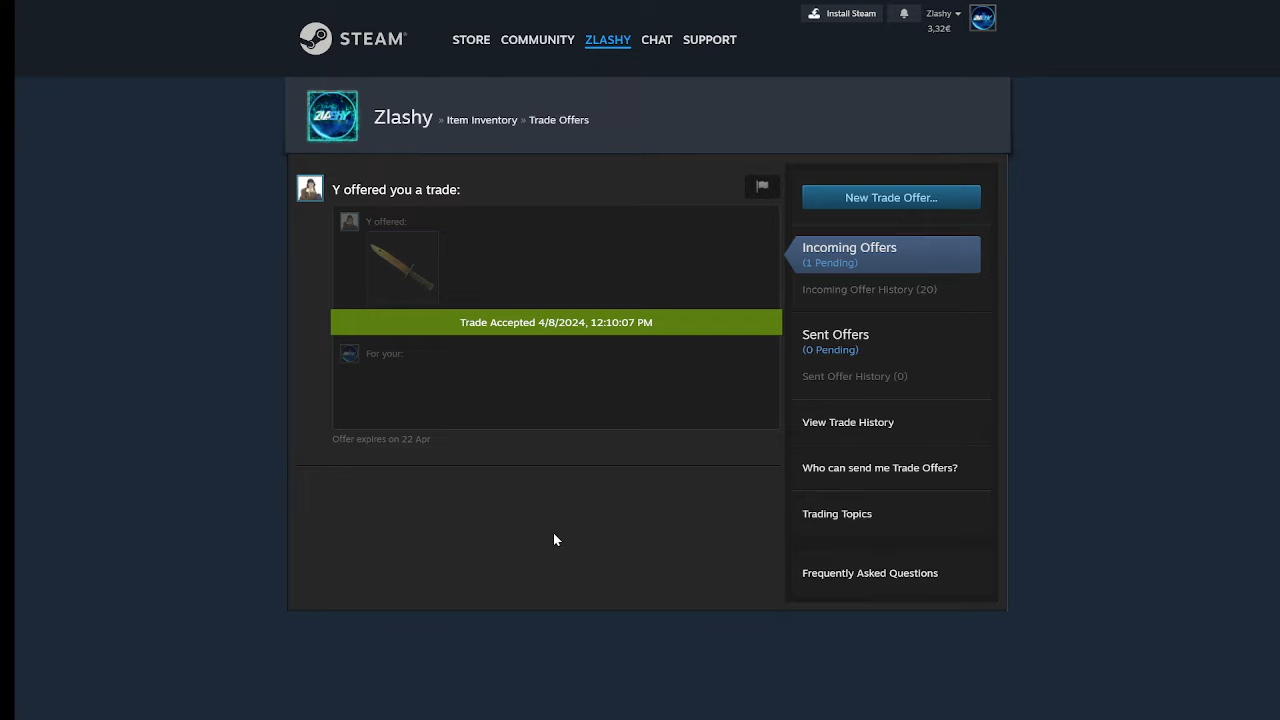 Install Steam
Zlashy
3,32€
STEAM
STORE COMMUNITY ZLASHY CHAT SUPPORT
ZLASHY
Zlashy » Item Inventory » Trade Offers
Y offered you a trade:
Y offered:
Trade Accepted 4/8/2024, 12:10:07 PM
For your:
Offer expires on 22 Apr
New Trade Offer...
Incoming Offers
(1 Pending)
Incoming Offer History (20)
Sent Offers
(0 Pending)
Sent Offer History (0)
View Trade History
Who can send me Trade Offers?
Trading Topics
Frequently Asked Questions